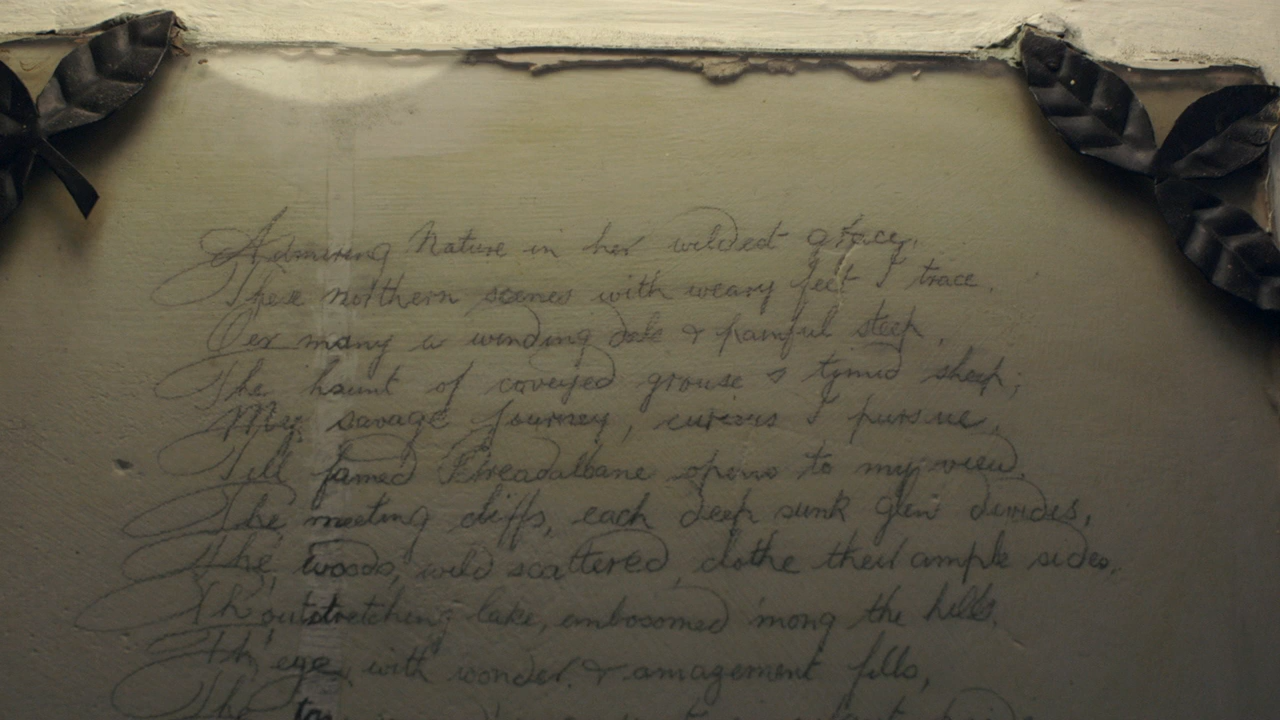 Admiring Nature in her wildest grace,
These northern scenes with weary feet I trace.
Oer many a winding dale & painful steep,
The haunt of coveyed grouse & timid sheep;
My savage journey, curious I pursue,
Till famed Breadalbane opens to my view.
The meeting cliffs, each deep sunk glen divides,
The woods, wild scattered, clothe their ample sides,
Th' outstretching lake, embosomed 'mong the hills,
Th' eye with wonder & amazement fills,
The